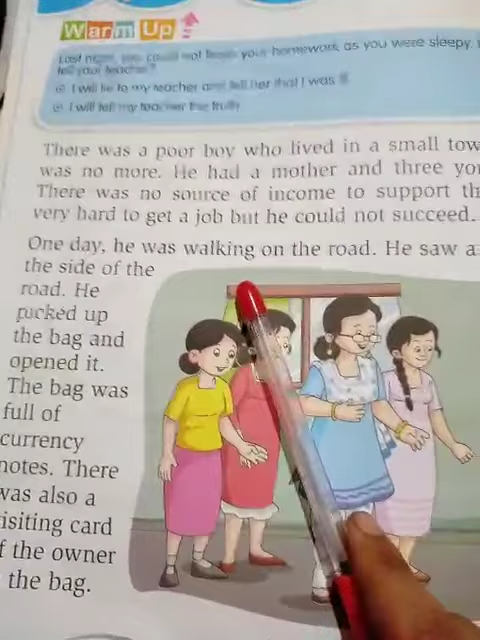 Warm Up
Last night, you could not finish your homework as you were sleepy.
tell your teacher?
I will lie to my teacher and tell her that I was ill
I will tell my teacher the truth
There was a poor boy who lived in a small tow
was no more. He had a mother and three yo
There was no source of income to support th
very hard to get a job but he could not succeed.
One day, he was walking on the road. He saw a
the side of the
road. He
picked up
the bag and
opened it.
The bag was
full of
currency
notes. There
was also a
isiting card
f the owner
the bag.